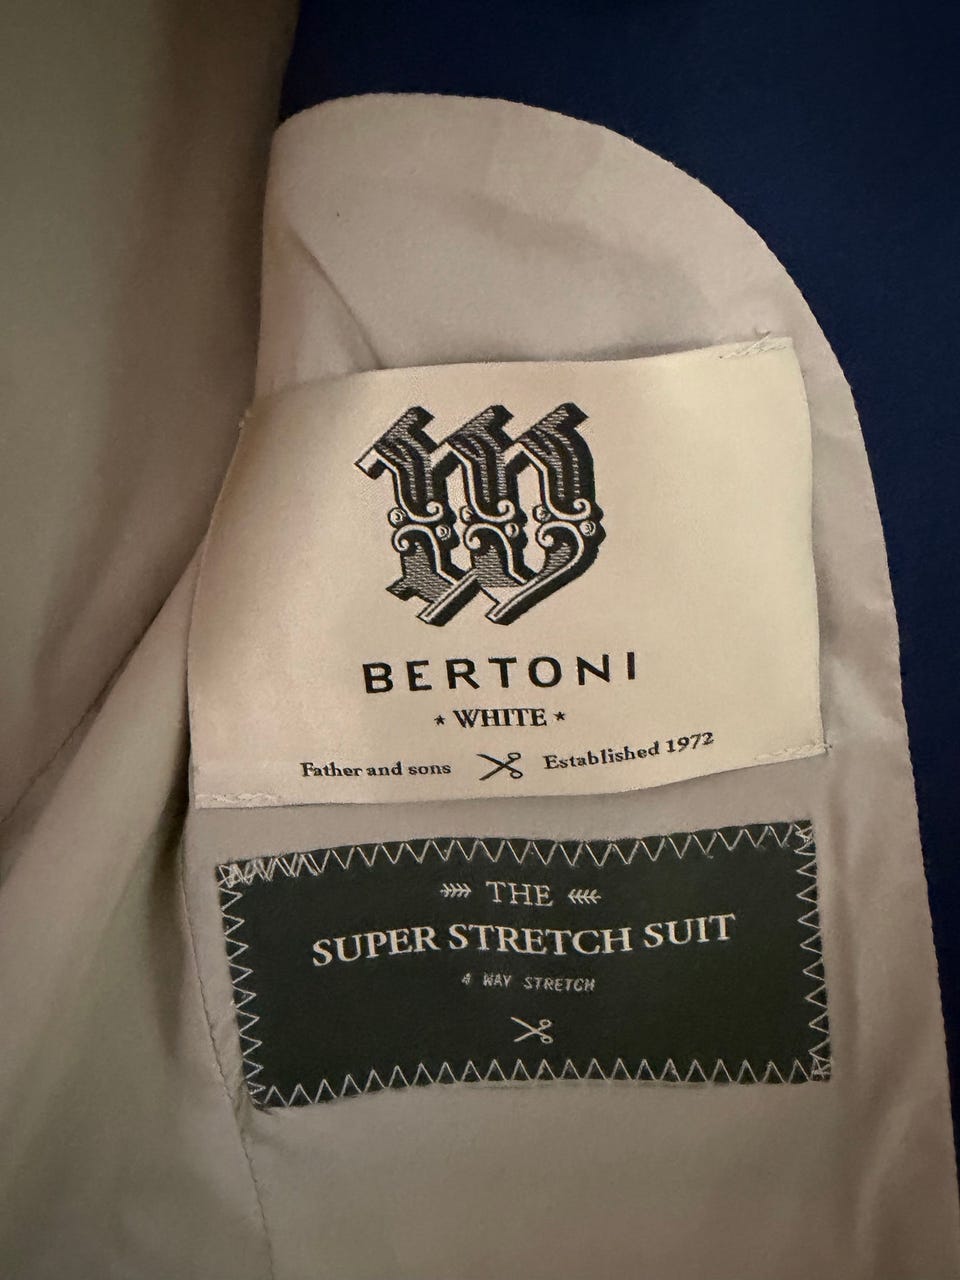 W
BERTONI
* WHITE *
Father and sons Established 1972
THE
SUPER STRETCH SUIT
4 WAY STRETCH